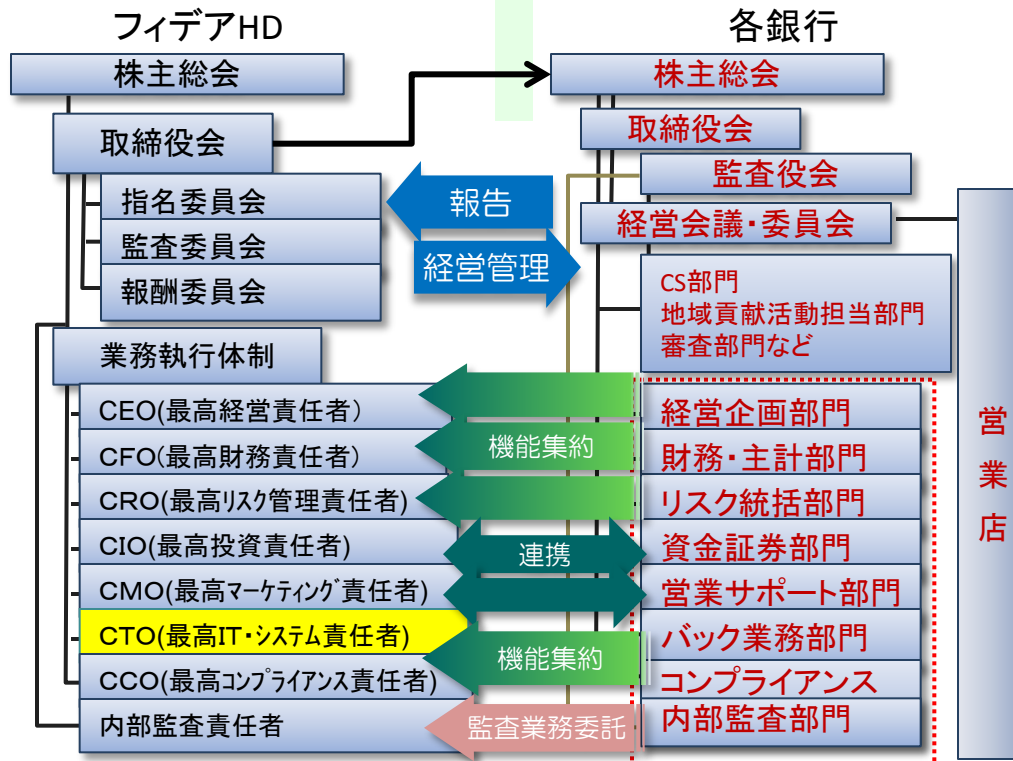 フィデアHD
株主総会
取締役会
指名委員会
監査委員会
報酬委員会
業務執行体制
CEO(最高経営責任者)
CFO(最高財務責任者)
CRO(最高リスク管理責任者)
CIO(最高投資責任者)
CMO(最高マーケティング責任者)
CTO(最高IT・システム責任者)
CCO(最高コンプライアンス責任者)
内部監査責任者
報告
経営管理
機能集約
連携
機能集約
監査業務委託
各銀行
株主総会
取締役会
監査役会
経営会議・委員会
CS部門
地域貢献活動担当部門
審査部門など
経営企画部門
財務・主計部門
リスク統括部門
資金証券部門
営業サポート部門
バック業務部門
コンプライアンス
内部監査部門
営業店